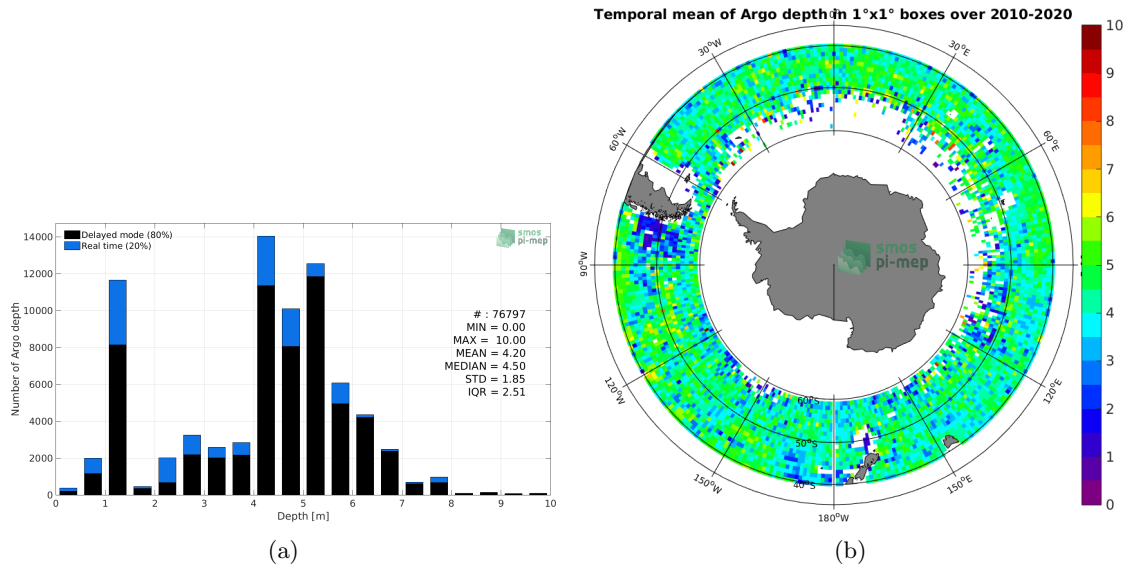 Delayed mode (80%)
Real time (20%)
smos
pi-mep
# : 76797
MIN = 0.00
MAX = 10.00
MEAN = 4.20
MEDIAN = 4.50
STD = 1.85
IQR = 2.51
Number of Argo depth
14000
12000
10000
8000
6000
4000
2000
0
0 1 2 3 4 5 6 7 8 9 10
Depth [m]
(a)
Temporal mean of Argo depth in 1°x1° boxes over 2010-2020
30°W
30°E
60°W
60°E
90°W
120°W
120°E
150°W
150°E
180°W
60°S
50°S
40°S
smos
pi-mep
10
9
8
7
6
5
4
3
2
1
0
(b)